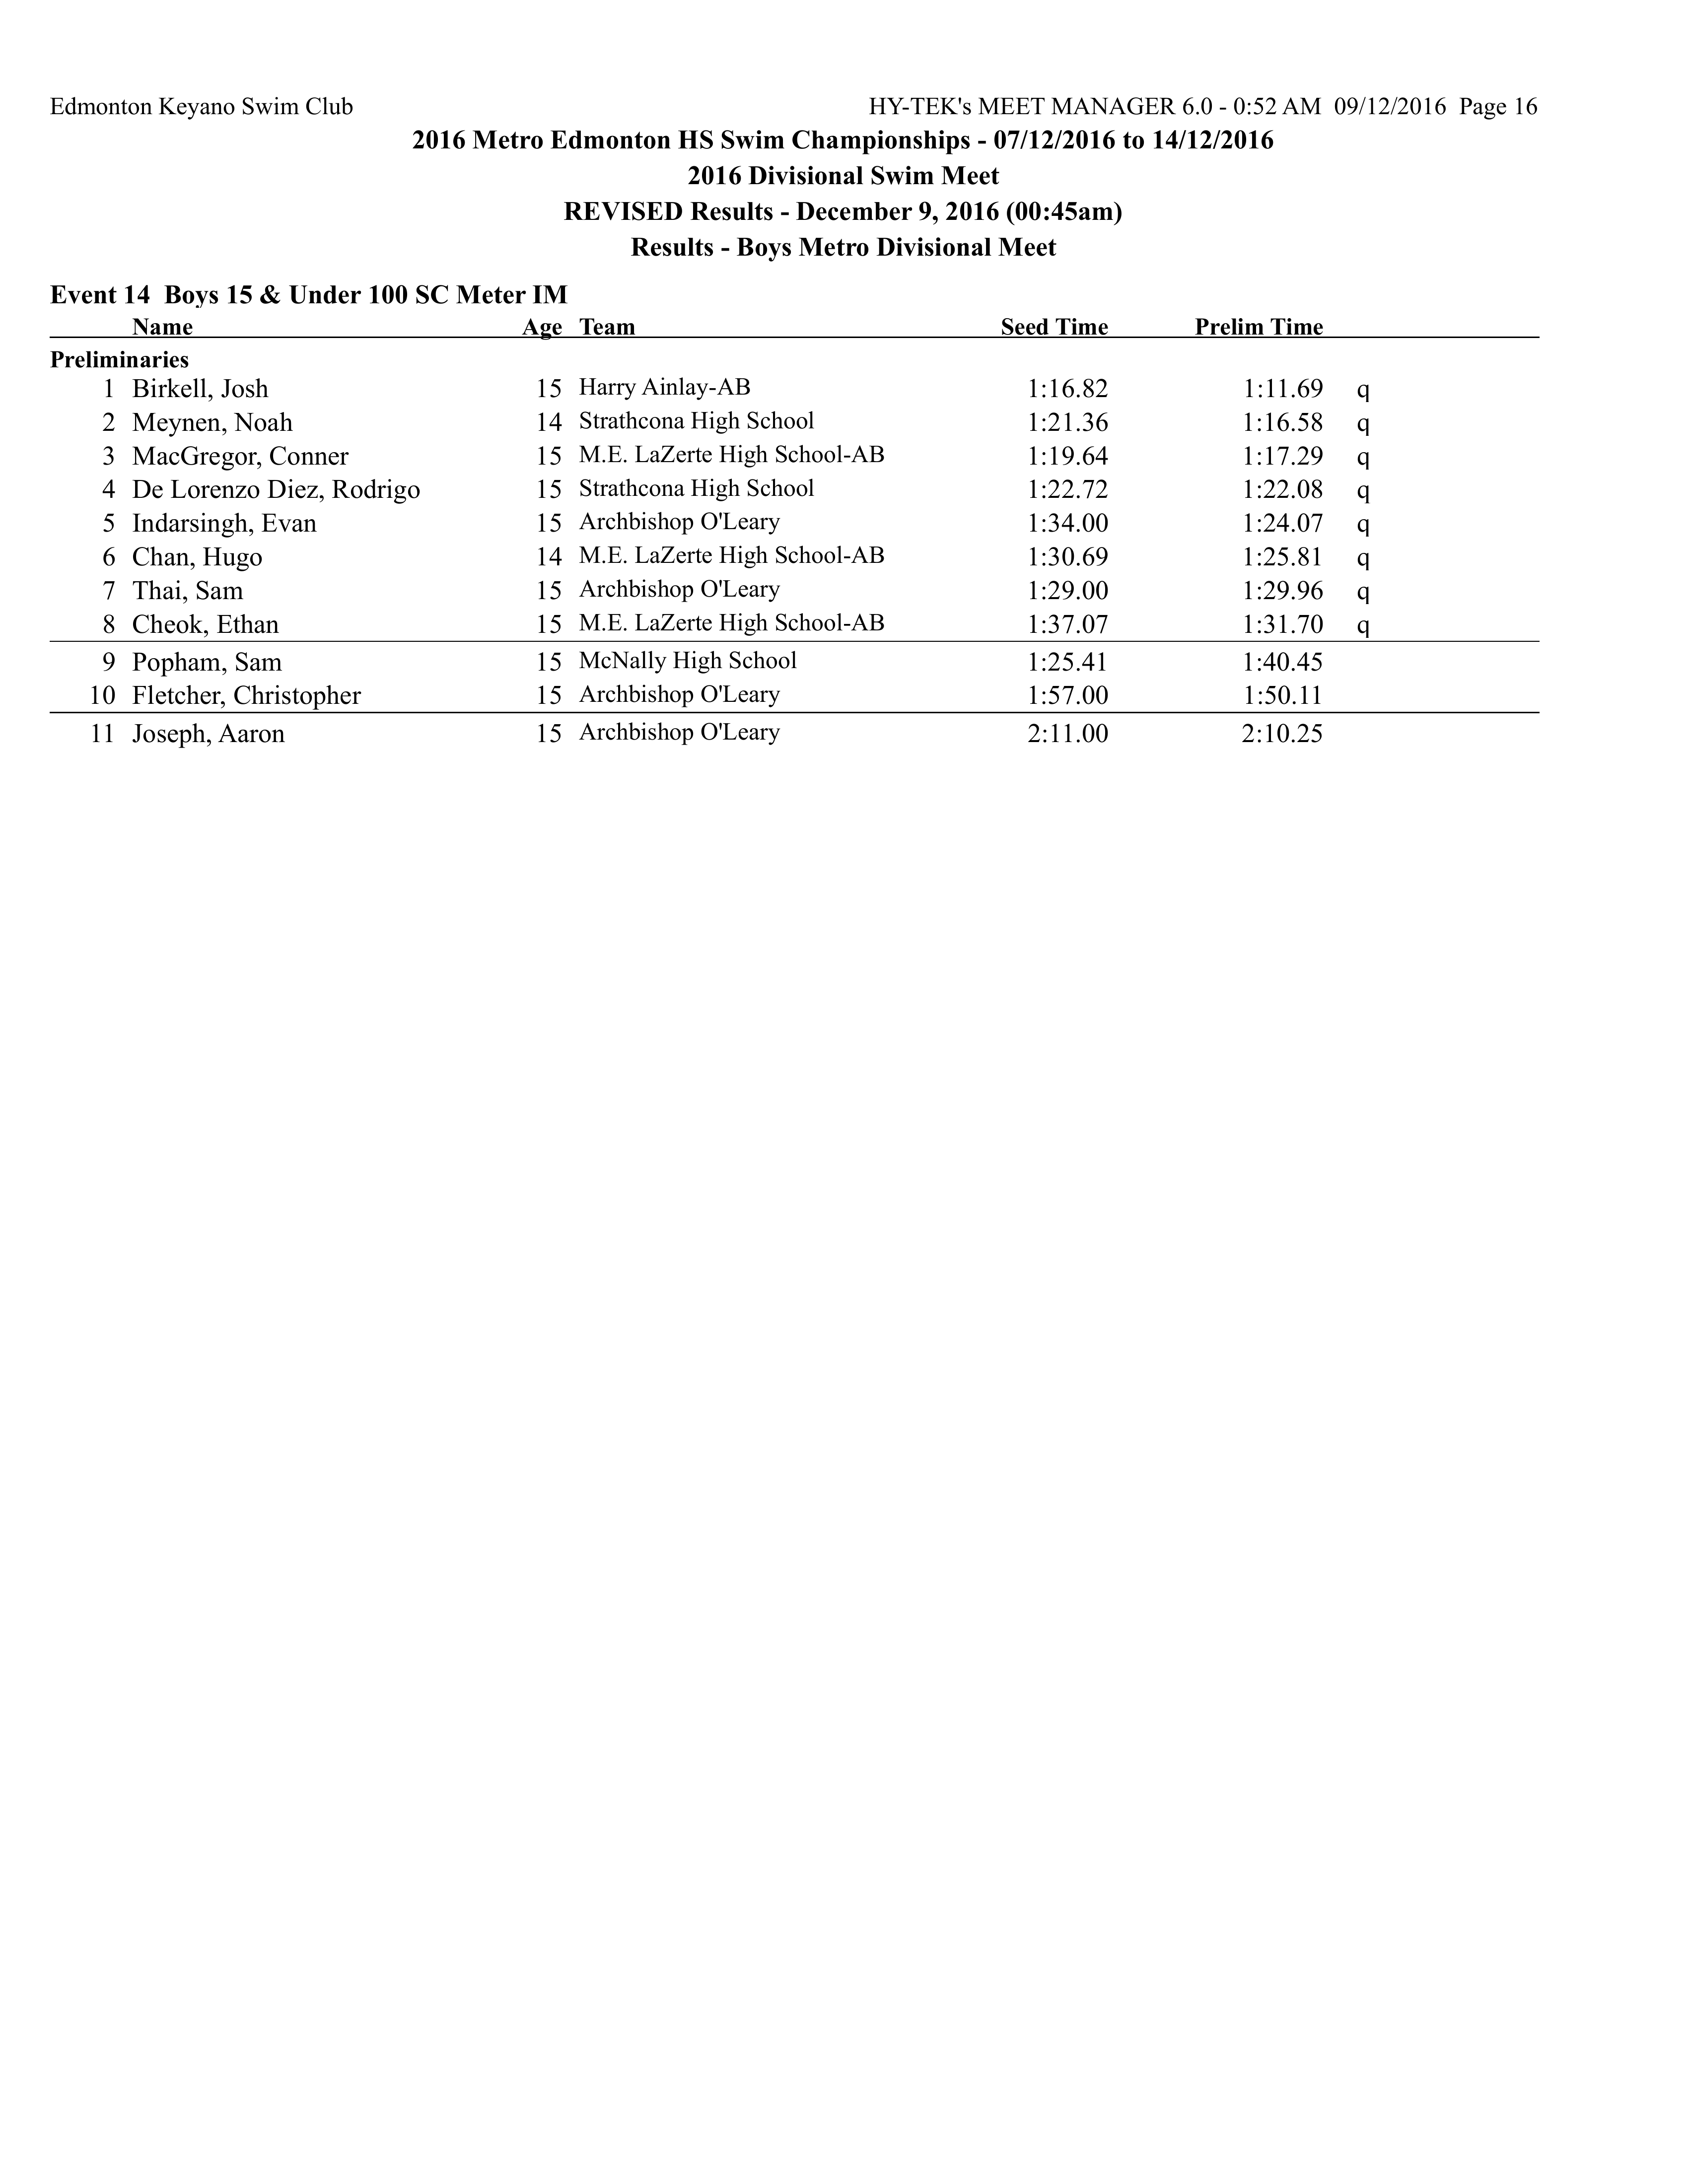 Edmonton Keyano Swim Club HY-TEK's MEET MANAGER 6.0 - 0:52 AM 09/12/2016 Page 16
2016 Metro Edmonton HS Swim Championships - 07/12/2016 to 14/12/2016
2016 Divisional Swim Meet
REVISED Results - December 9, 2016 (00:45am)
Results - Boys Metro Divisional Meet
Event 14 Boys 15 & Under 100 SC Meter IM
Name Age Team Seed Time Prelim Time
Preliminaries
1 Birkell, Josh 15 Harry Ainlay-AB 1:16.82 1:11.69 q
2 Meynen, Noah 14 Strathcona High School 1:21.36 1:16.58 q
3 MacGregor, Conner 15 M.E. LaZerte High School-AB 1:19.64 1:17.29 q
4 De Lorenzo Diez, Rodrigo 15 Strathcona High School 1:22.72 1:22.08 q
5 Indarsingh, Evan 15 Archbishop O'Leary 1:34.00 1:24.07 q
6 Chan, Hugo 14 M.E. LaZerte High School-AB 1:30.69 1:25.81 q
7 Thai, Sam 15 Archbishop O'Leary 1:29.00 1:29.96 q
8 Cheok, Ethan 15 M.E. LaZerte High School-AB 1:37.07 1:31.70 q
9 Popham, Sam 15 McNally High School 1:25.41 1:40.45
10 Fletcher, Christopher 15 Archbishop O'Leary 1:57.00 1:50.11
11 Joseph, Aaron 15 Archbishop O'Leary 2:11.00 2:10.25